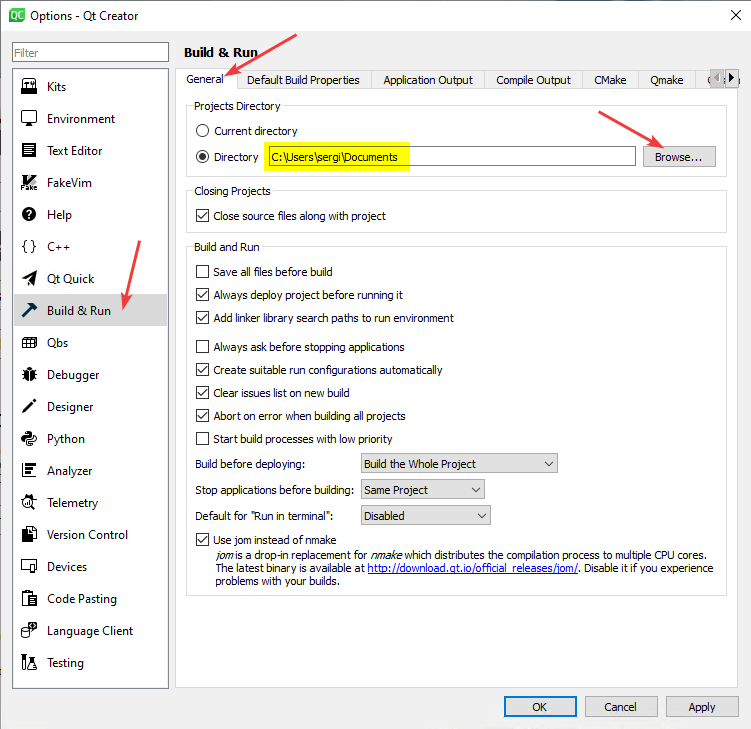 QC Options - Qt Creator
Filter
Kits
Environment
Text Editor
Fake FakeVim
Help
{} C++
Qt Quick
Build & Run
Qbs
Debugger
Designer
Python
Analyzer
Telemetry
Version Control
Devices
Code Pasting
Language Client
Testing
Build & Run
General Default Build Properties Application Output Compile Output CMake Qmake
Projects Directory
Current directory
Directory C:\Users\sergi\Documents Browse...
Closing Projects
Close source files along with project
Build and Run
Save all files before build
Always deploy project before running it
Add linker library search paths to run environment
Always ask before stopping applications
Create suitable run configurations automatically
Clear issues list on new build
Abort on error when building all projects
Start build processes with low priority
Build before deploying: Build the Whole Project
Stop applications before building: Same Project
Default for "Run in terminal": Disabled
Use jom instead of nmake
jom is a drop-in replacement for nmake which distributes the compilation process to multiple CPU cores.
The latest binary is available at http://download.qt.io/official_releases/jom/. Disable it if you experience
problems with your builds.
OK Cancel Apply